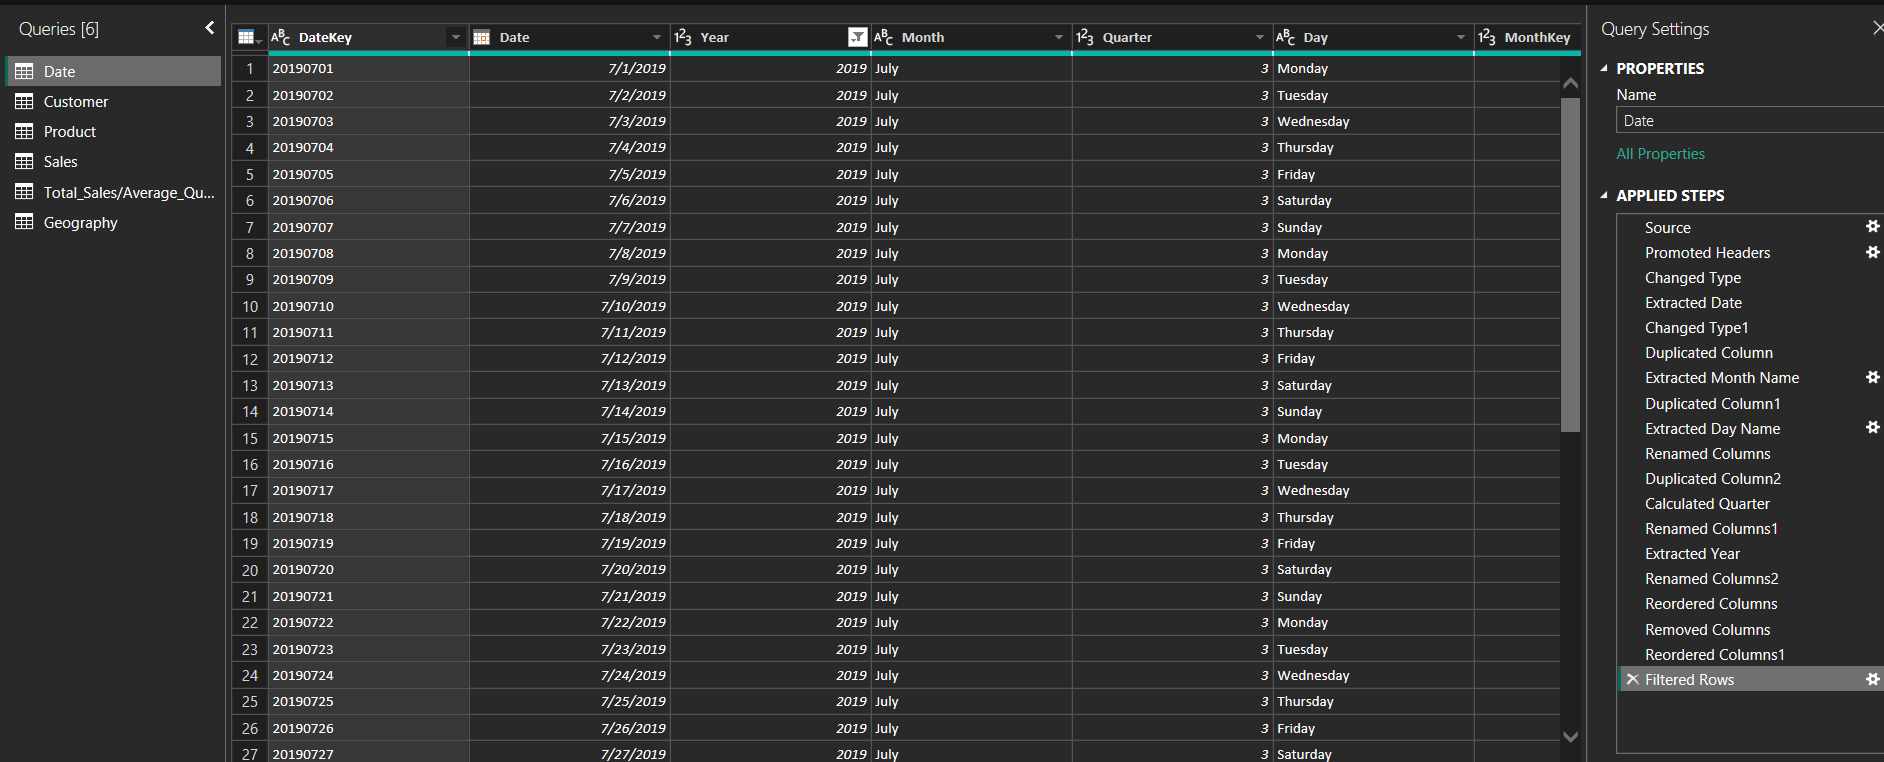 Queries [6]
Date
Customer
Product
Sales
Total_Sales/Average_Qu...
Geography
ABC DateKey Date 123 Year ABC Month 123 Quarter ABC Day 123 MonthKey
1 20190701 7/1/2019 2019 July 3 Monday
2 20190702 7/2/2019 2019 July 3 Tuesday
3 20190703 7/3/2019 2019 July 3 Wednesday
4 20190704 7/4/2019 2019 July 3 Thursday
5 20190705 7/5/2019 2019 July 3 Friday
6 20190706 7/6/2019 2019 July 3 Saturday
7 20190707 7/7/2019 2019 July 3 Sunday
8 20190708 7/8/2019 2019 July 3 Monday
9 20190709 7/9/2019 2019 July 3 Tuesday
10 20190710 7/10/2019 2019 July 3 Wednesday
11 20190711 7/11/2019 2019 July 3 Thursday
12 20190712 7/12/2019 2019 July 3 Friday
13 20190713 7/13/2019 2019 July 3 Saturday
14 20190714 7/14/2019 2019 July 3 Sunday
15 20190715 7/15/2019 2019 July 3 Monday
16 20190716 7/16/2019 2019 July 3 Tuesday
17 20190717 7/17/2019 2019 July 3 Wednesday
18 20190718 7/18/2019 2019 July 3 Thursday
19 20190719 7/19/2019 2019 July 3 Friday
20 20190720 7/20/2019 2019 July 3 Saturday
21 20190721 7/21/2019 2019 July 3 Sunday
22 20190722 7/22/2019 2019 July 3 Monday
23 20190723 7/23/2019 2019 July 3 Tuesday
24 20190724 7/24/2019 2019 July 3 Wednesday
25 20190725 7/25/2019 2019 July 3 Thursday
26 20190726 7/26/2019 2019 July 3 Friday
27 20190727 7/27/2019 2019 July 3 Saturday
Query Settings
PROPERTIES
Name
Date
All Properties
APPLIED STEPS
Source
Promoted Headers
Changed Type
Extracted Date
Changed Type1
Duplicated Column
Extracted Month Name
Duplicated Column1
Extracted Day Name
Renamed Columns
Duplicated Column2
Calculated Quarter
Renamed Columns1
Extracted Year
Renamed Columns2
Reordered Columns
Removed Columns
Reordered Columns1
Filtered Rows